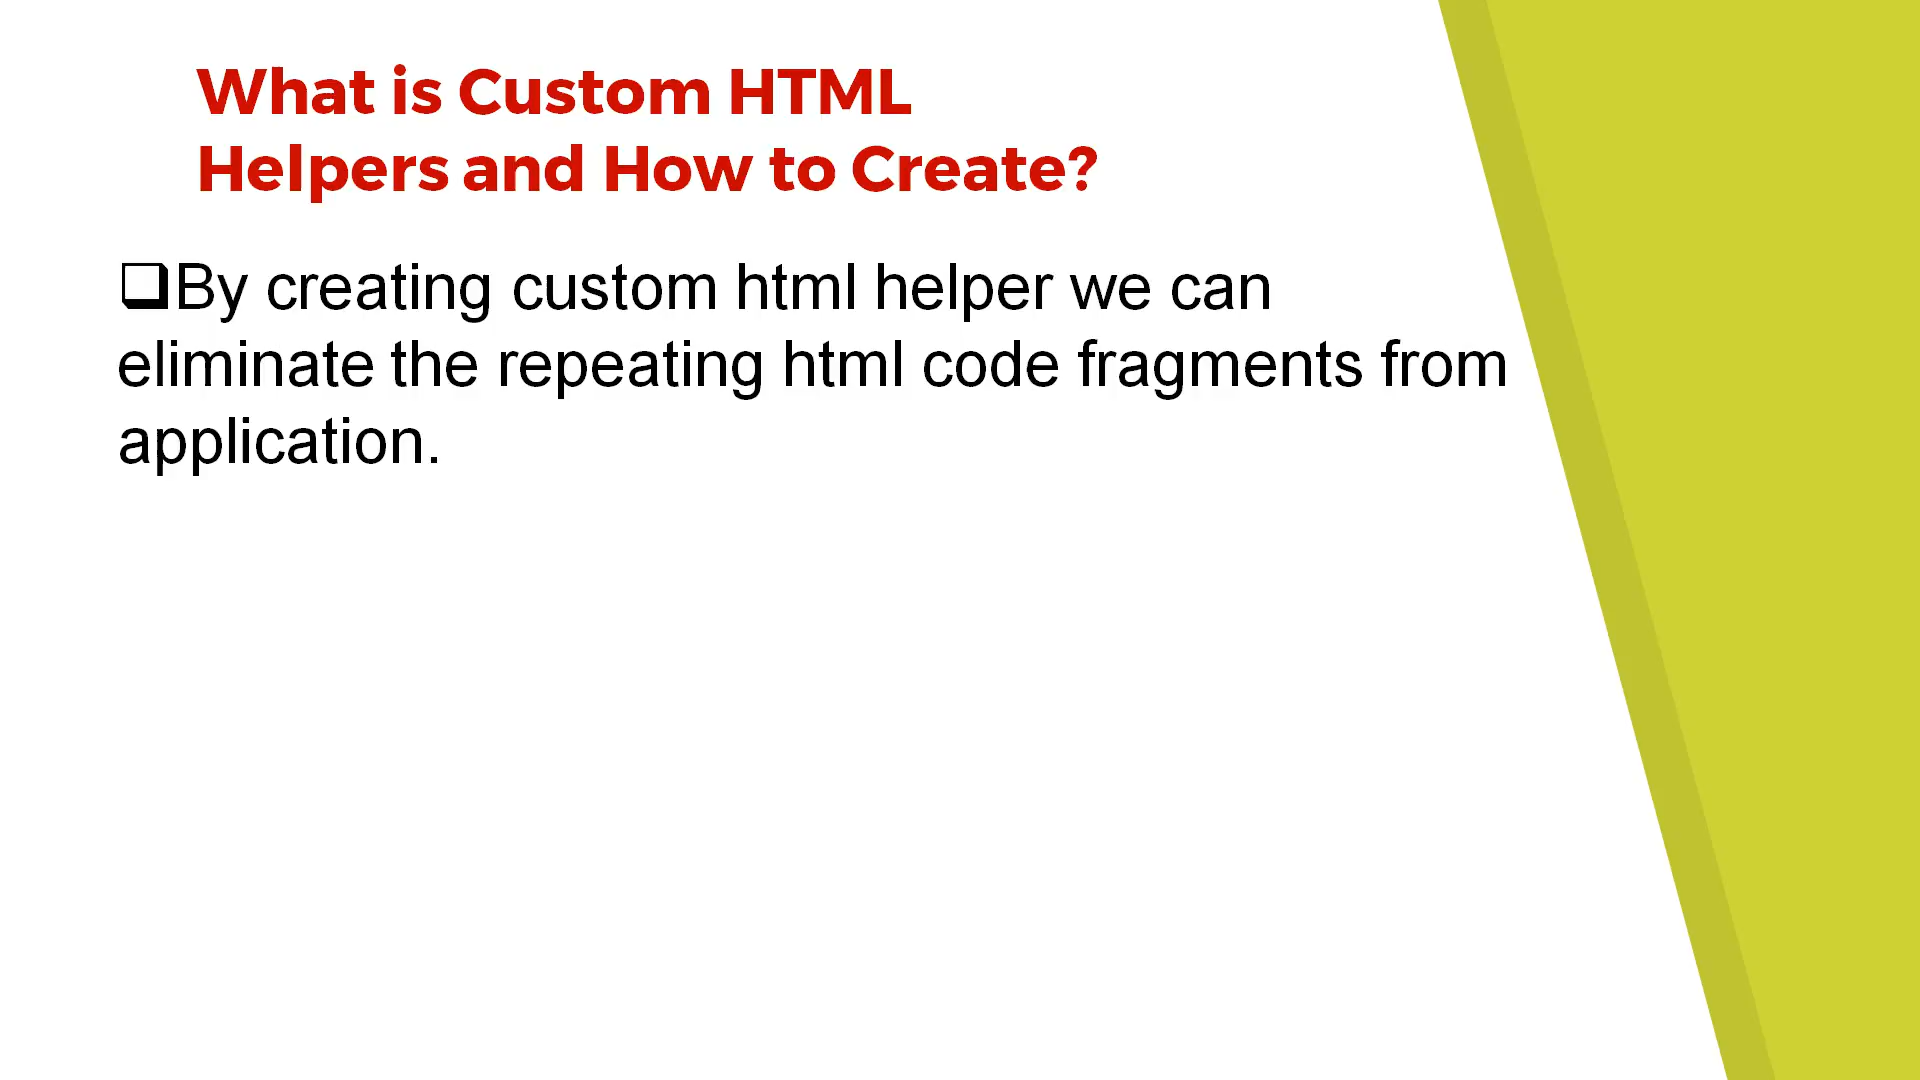 What is Custom HTML
Helpers and How to Create?
❑By creating custom html helper we can
eliminate the repeating html code fragments from
application.